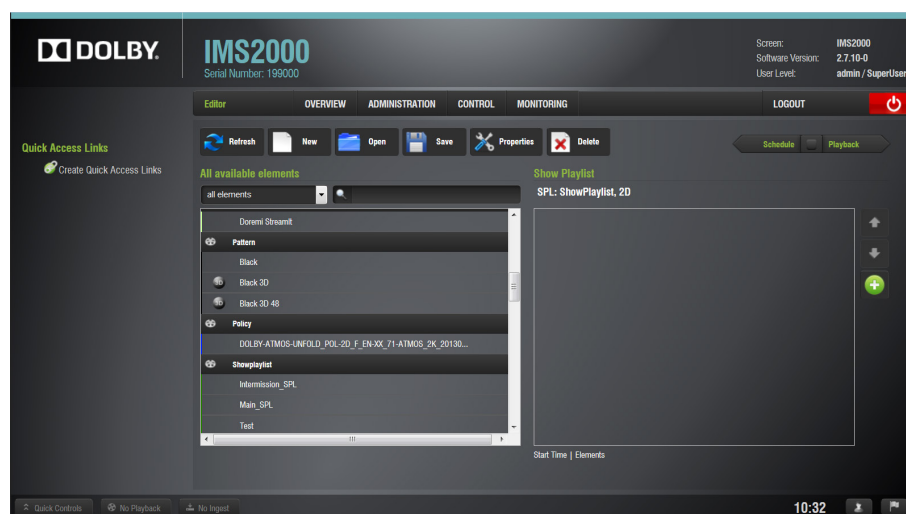 DOLBY.
IMS2000
Serial Number: 199000
Screen: IMS2000
Software Version: 2.7.10-0
User Level: admin / SuperUser
Editor OVERVIEW ADMINISTRATION CONTROL MONITORING LOGOUT
Quick Access Links
Create Quick Access Links
Refresh New Open Save Properties Delete Schedule Playback
All available elements
all elements
Doremi StreamIt
Pattern
Black
3D Black 3D
3D Black 3D 48
Policy
DOLBY-ATMOS-UNFOLD_POL-2D_F_EN-XX_71-ATMOS_2K_20130...
Showplaylist
Intermission_SPL
Main_SPL
Test
Show Playlist
SPL: ShowPlaylist, 2D
Start Time | Elements
Quick Controls No Playback No Ingest 10:32